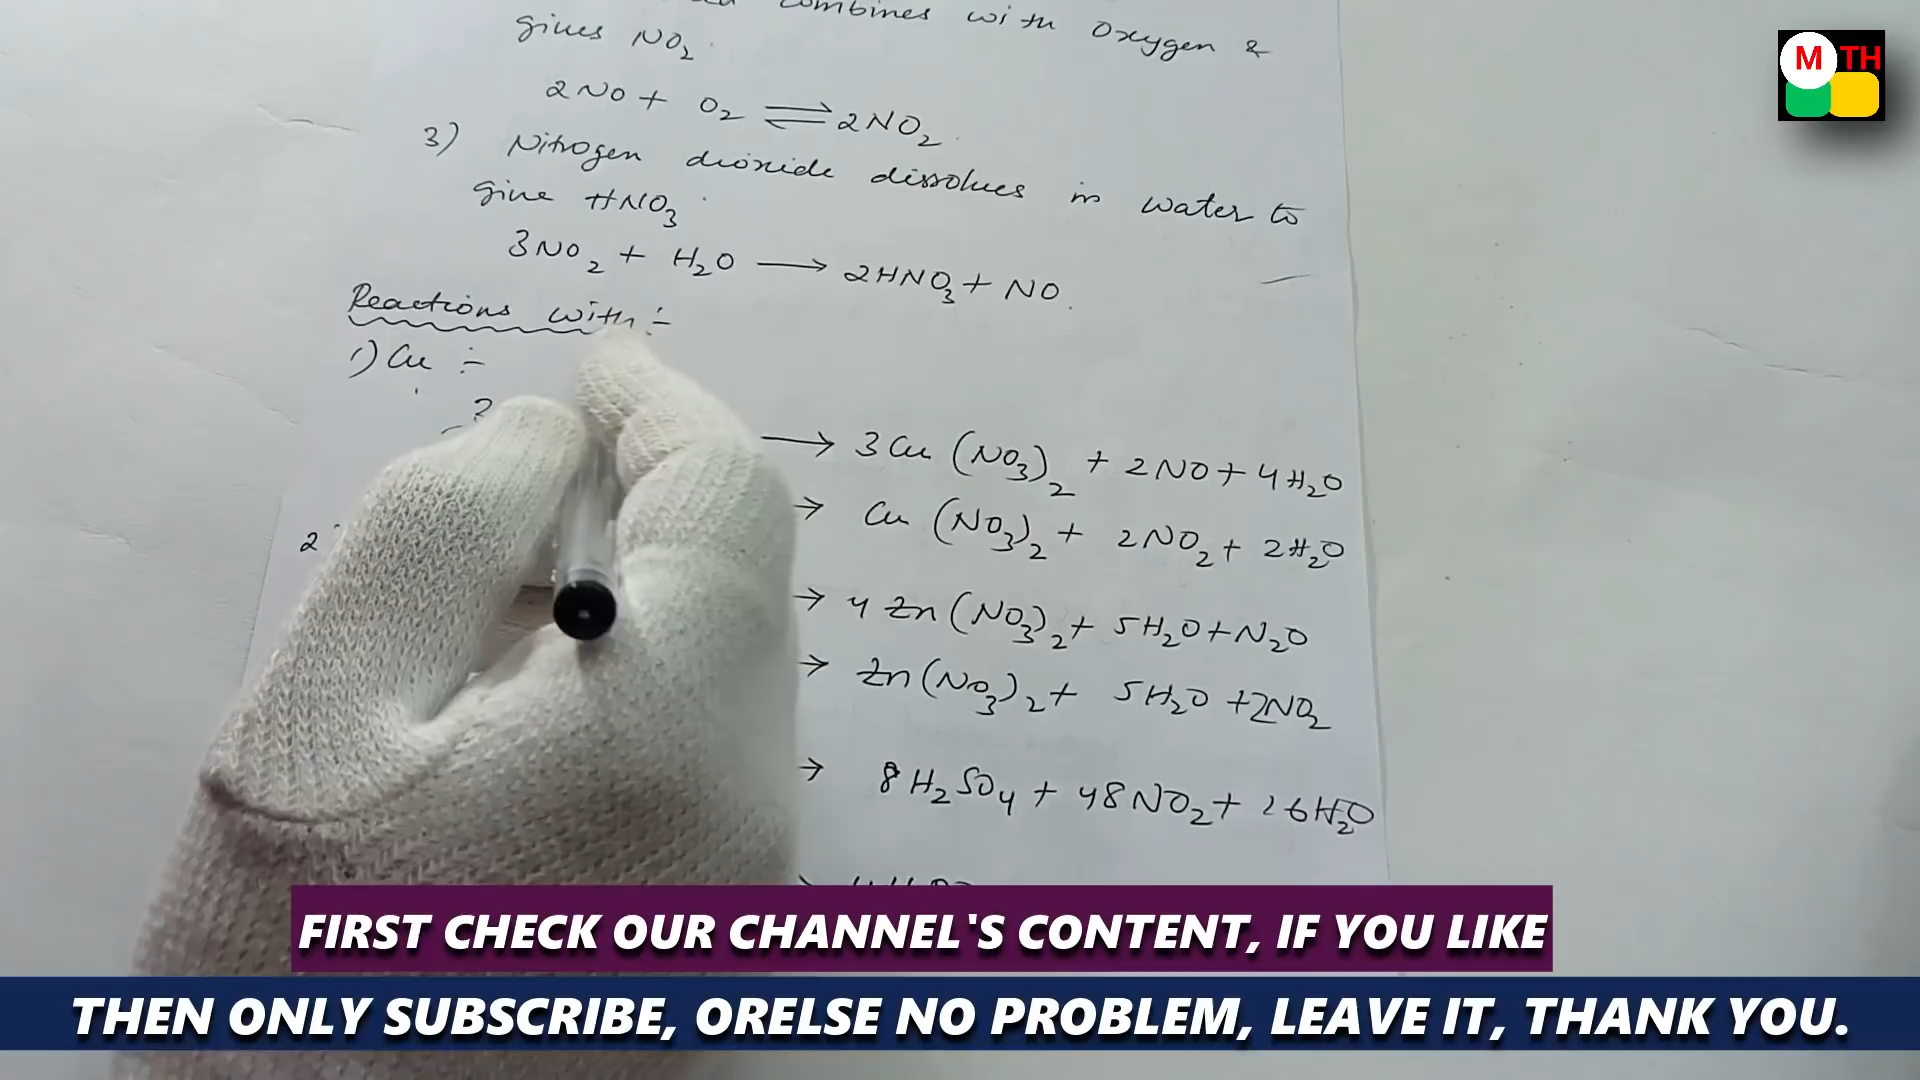 combines with Oxygen &
gives NO₂.
2NO + O₂ ⇌ 2NO₂.
3) Nitrogen dioxide dissolves in water to
give HNO₃.
3NO₂ + H₂O → 2HNO₃ + NO.
Reactions with :-
1) Cu :-
→ 3Cu(NO₃)₂ + 2NO + 4H₂O
→ Cu(NO₃)₂ + 2NO₂ + 2H₂O
2
→ 4Zn(NO₃)₂ + 5H₂O + N₂O
→ Zn(NO₃)₂ + 5H₂O + 2NO₂
→ 8H₂SO₄ + 48NO₂ + 16H₂O
M TH
FIRST CHECK OUR CHANNEL'S CONTENT, IF YOU LIKE
THEN ONLY SUBSCRIBE, ORELSE NO PROBLEM, LEAVE IT, THANK YOU.